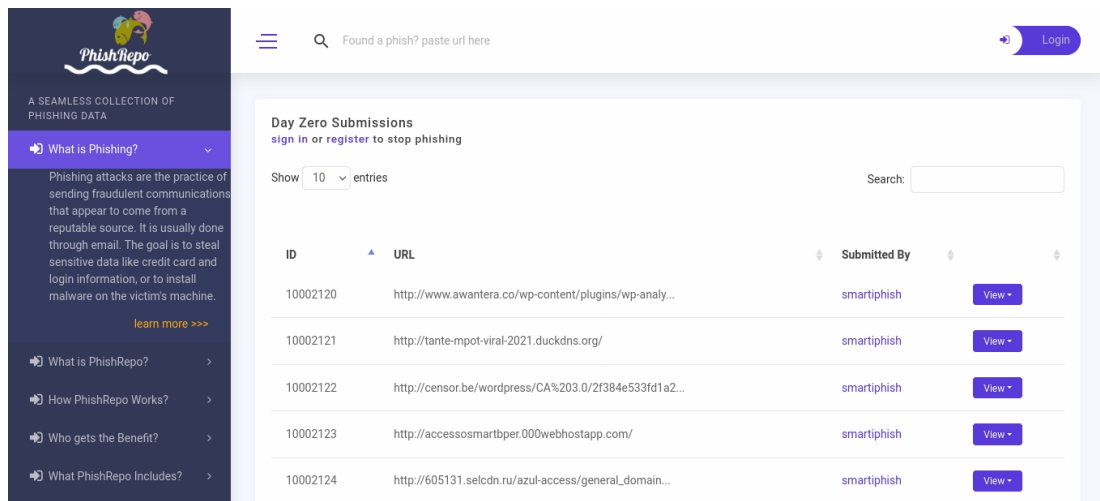 PhishRepo
A SEAMLESS COLLECTION OF
PHISHING DATA
What is Phishing?
Phishing attacks are the practice of
sending fraudulent communications
that appear to come from a
reputable source. It is usually done
through email. The goal is to steal
sensitive data like credit card and
login information, or to install
malware on the victim's machine.
learn more >>>
What is PhishRepo?
How PhishRepo Works?
Who gets the Benefit?
What PhishRepo Includes?
Found a phish? paste url here
Login
Day Zero Submissions
sign in or register to stop phishing
Show 10 entries
Search:
ID URL Submitted By
10002120 http://www.awantera.co/wp-content/plugins/wp-analy... smartiphish View
10002121 http://tante-mpot-viral-2021.duckdns.org/ smartiphish View
10002122 http://censor.be/wordpress/CA%203.0/2f384e533fd1a2... smartiphish View
10002123 http://accessosmartbper.000webhostapp.com/ smartiphish View
10002124 http://605131.selcdn.ru/azul-access/general_domain... smartiphish View